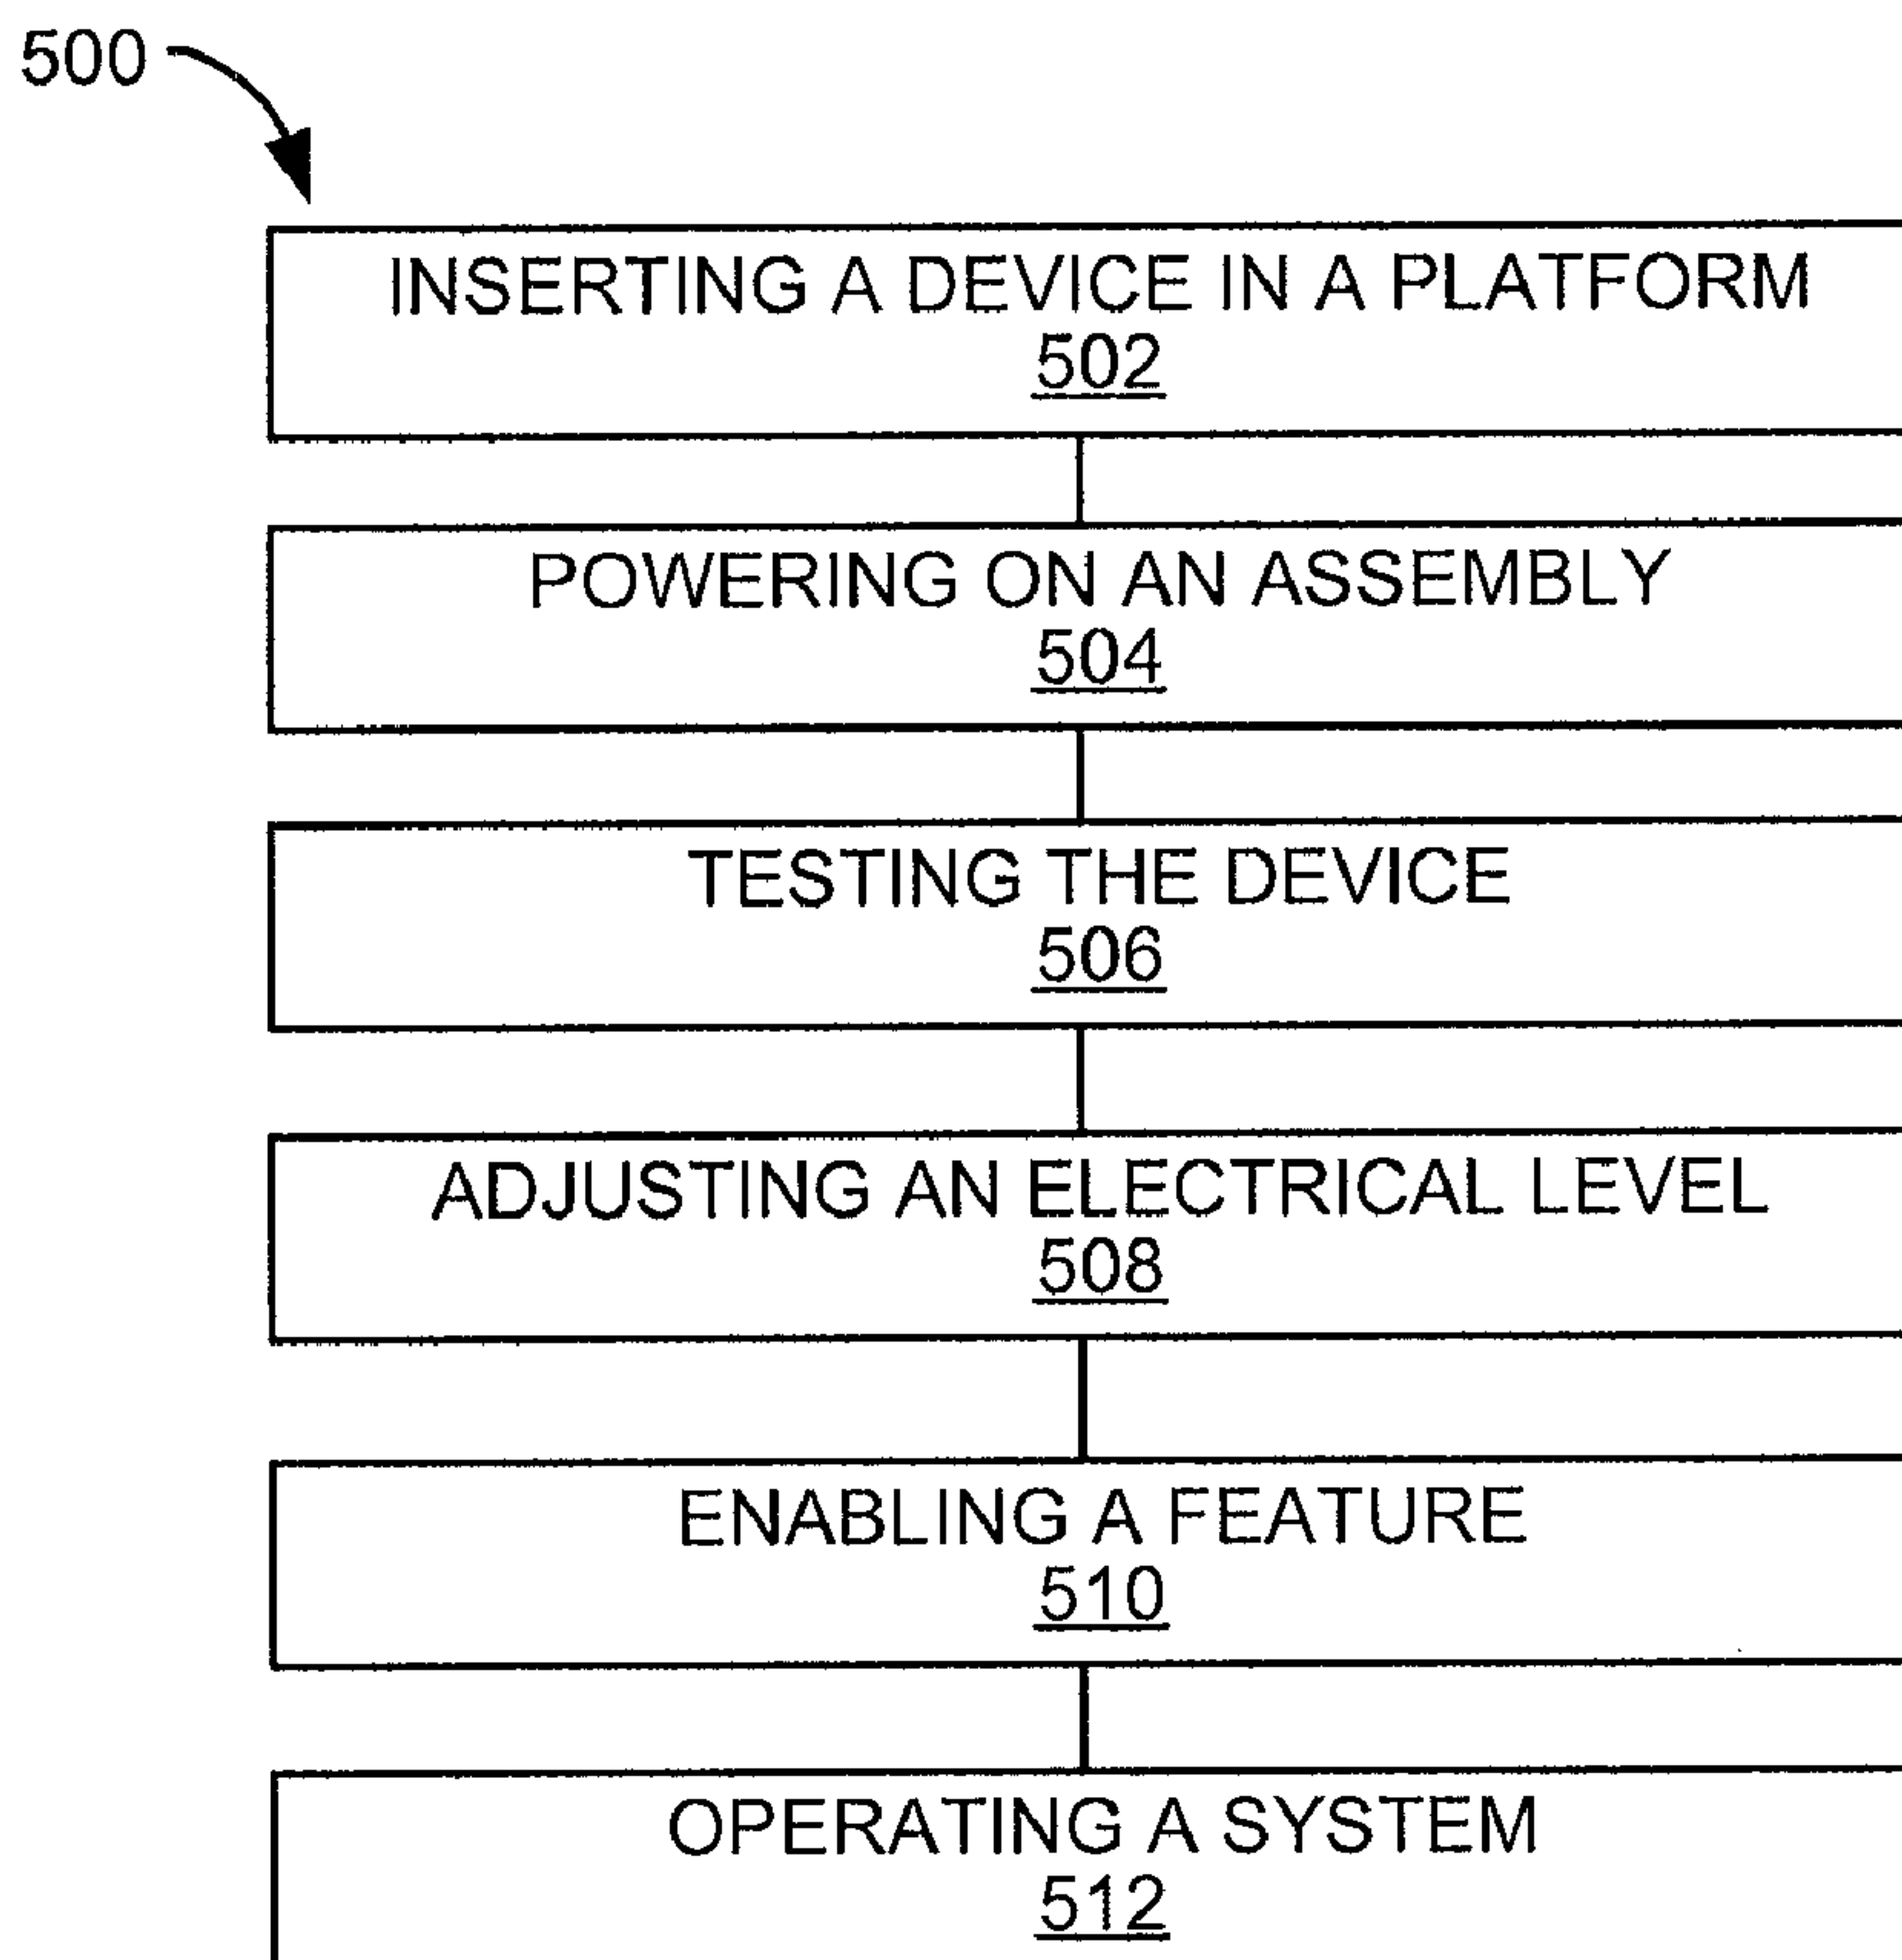 500
INSERTING A DEVICE IN A PLATFORM
502
POWERING ON AN ASSEMBLY
504
TESTING THE DEVICE
506
ADJUSTING AN ELECTRICAL LEVEL
508
ENABLING A FEATURE
510
OPERATING A SYSTEM
512